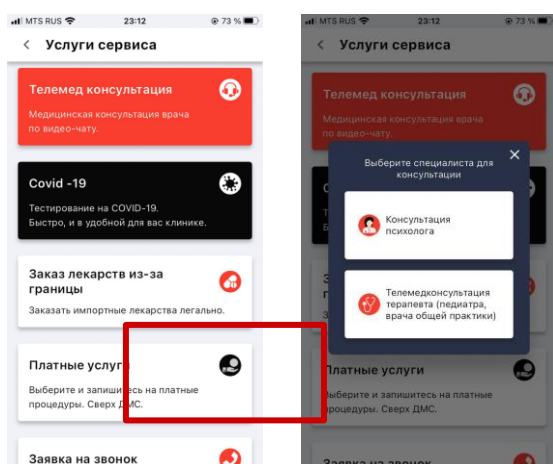 MTS RUS 23:12 73 %
Услуги сервиса
Телемед консультация
Медицинская консультация врача
по видео-чату.
Covid -19
Тестирование на COVID-19.
Быстро, и в удобной для вас клинике.
Заказ лекарств из-за
границы
Заказать импортные лекарства легально.
Платные услуги
Выберите и запишитесь на платные
процедуры. Сверх ДМС.
Заявка на звонок
MTS RUS 23:12 73 %
Услуги сервиса
Телемед консультация
Медицинская консультация врача
по видео-чату.
Выберите специалиста для
консультации
Консультация
психолога
Телемедконсультация
терапевта (педиатра,
врача общей практики)
Платные услуги
Выберите и запишитесь на платные
процедуры. Сверх ДМС.
Заявка на звонок